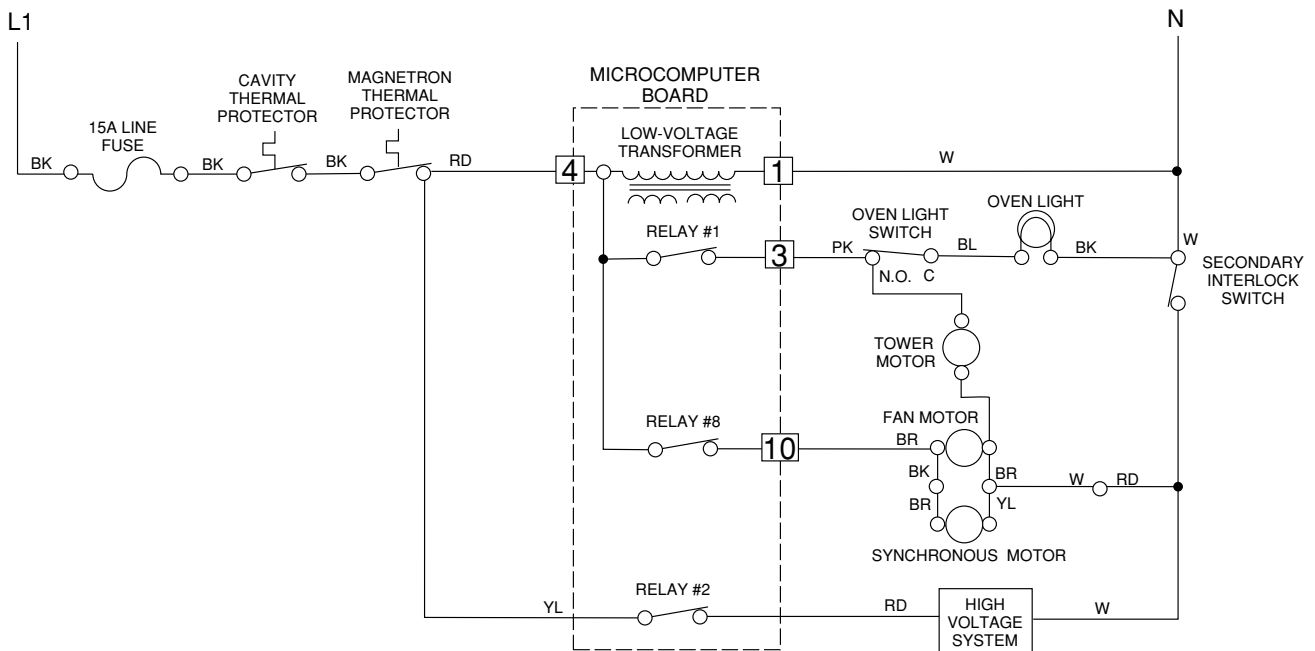 L1
N
CAVITY
THERMAL
PROTECTOR
MAGNETRON
THERMAL
PROTECTOR
MICROCOMPUTER
BOARD
15A LINE
FUSE
LOW-VOLTAGE
TRANSFORMER
BK
BK
BK
RD
4
1
W
OVEN LIGHT
SWITCH
OVEN LIGHT
RELAY #1
3
PK
BL
BK
W
N.O.
C
SECONDARY
INTERLOCK
SWITCH
TOWER
MOTOR
RELAY #8
10
FAN MOTOR
BR
BK
BR
BR
YL
W
RD
SYNCHRONOUS MOTOR
RELAY #2
YL
RD
HIGH
VOLTAGE
SYSTEM
W